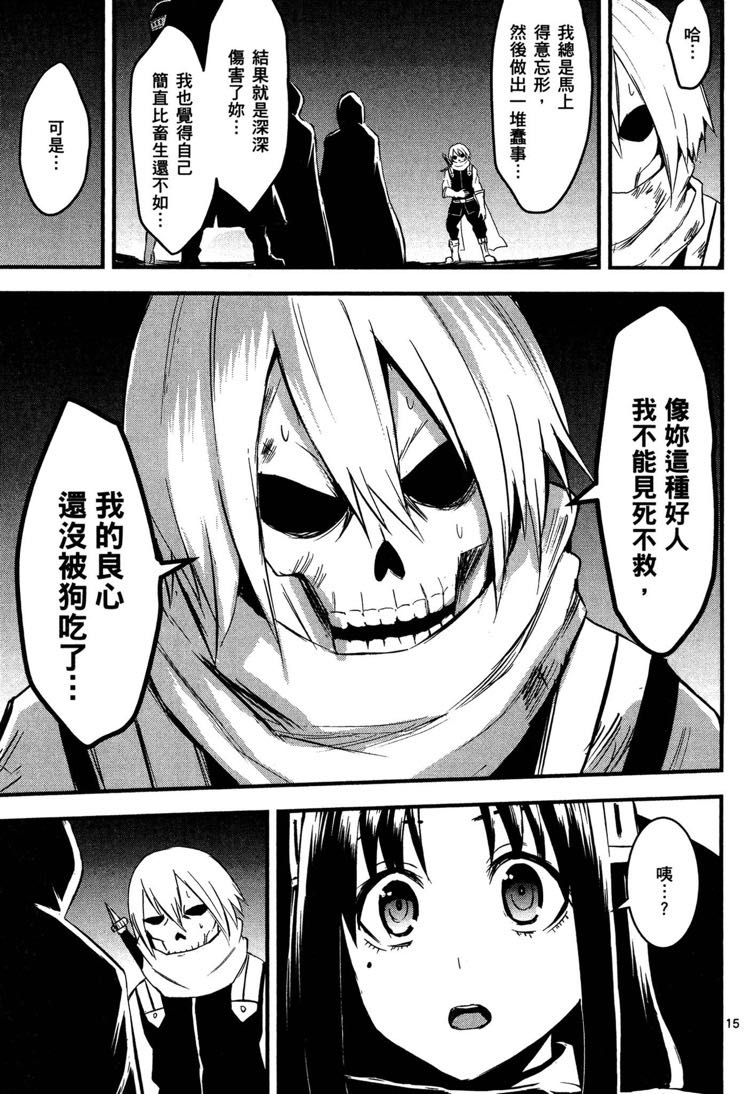 哈…
我總是馬上
得意忘形，
然後做出一堆蠢事…
結果就是深深
傷害了妳…
我也覺得自己
簡直比畜生還不如…
可是…
像妳這種好人
我不能見死不救，
我的良心
還沒被狗吃了…
咦…？
15